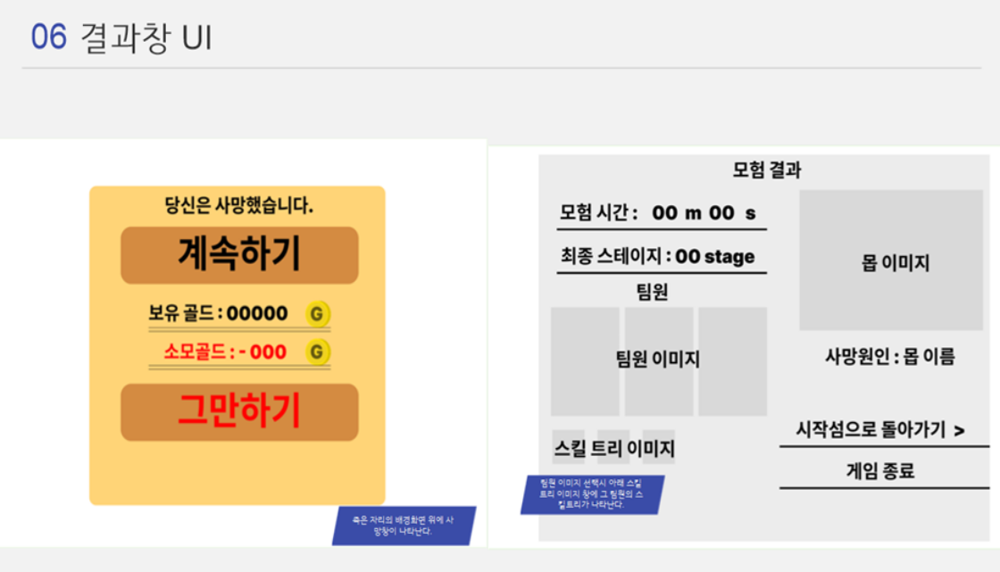 06 결과창 UI
당신은 사망했습니다.
계속하기
보유 골드 : 00000 G
소모골드 : - 000 G
그만하기
죽은 자리의 배경화면 위에 사
망창이 나타난다.
모험 결과
모험 시간 : 00 m 00 s
최종 스테이지 : 00 stage
팀원
팀원 이미지
스킬 트리 이미지
팀원 이미지 선택시 아래 스킬
트리 이미지 창에 그 팀원의 스
킬트리가 나타난다.
몹 이미지
사망원인 : 몹 이름
시작섬으로 돌아가기 >
게임 종료